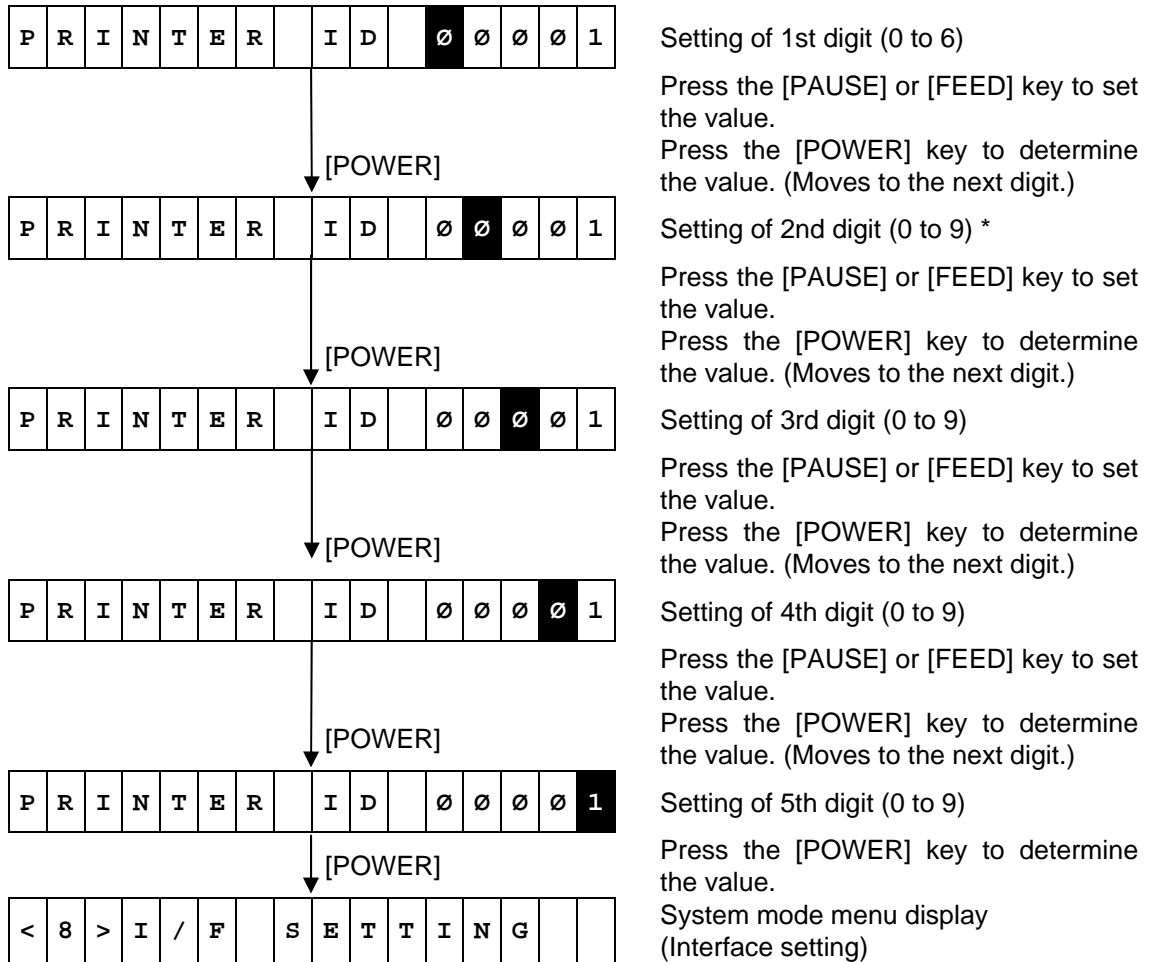 PRINTER ID ØØØØ1
Setting of 1st digit (0 to 6)
Press the [PAUSE] or [FEED] key to set
the value.
Press the [POWER] key to determine
the value. (Moves to the next digit.)
[POWER]
PRINTER ID ØØØØ1
Setting of 2nd digit (0 to 9) *
Press the [PAUSE] or [FEED] key to set
the value.
Press the [POWER] key to determine
the value. (Moves to the next digit.)
[POWER]
PRINTER ID ØØØØ1
Setting of 3rd digit (0 to 9)
Press the [PAUSE] or [FEED] key to set
the value.
Press the [POWER] key to determine
the value. (Moves to the next digit.)
[POWER]
PRINTER ID ØØØØ1
Setting of 4th digit (0 to 9)
Press the [PAUSE] or [FEED] key to set
the value.
Press the [POWER] key to determine
the value. (Moves to the next digit.)
[POWER]
PRINTER ID ØØØØ1
Setting of 5th digit (0 to 9)
Press the [POWER] key to determine
the value.
[POWER]
<8>I/F SETTING
System mode menu display
(Interface setting)